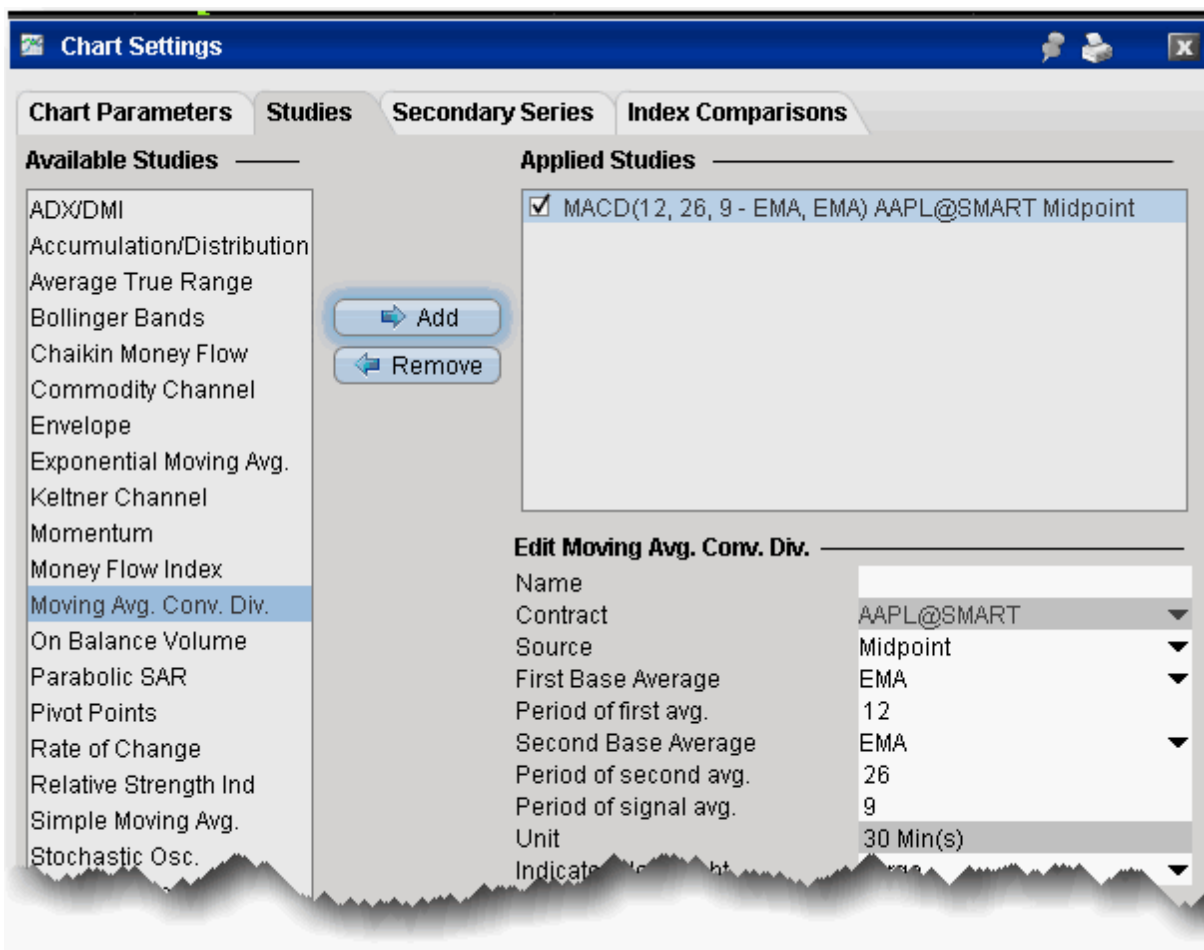 Chart Settings
Chart Parameters Studies Secondary Series Index Comparisons
Available Studies
ADX/DMI
Accumulation/Distribution
Average True Range
Bollinger Bands
Chaikin Money Flow
Commodity Channel
Envelope
Exponential Moving Avg.
Keltner Channel
Momentum
Money Flow Index
Moving Avg. Conv. Div.
On Balance Volume
Parabolic SAR
Pivot Points
Rate of Change
Relative Strength Ind
Simple Moving Avg.
Stochastic Osc.
Add
Remove
Applied Studies
MACD(12, 26, 9 - EMA, EMA) AAPL@SMART Midpoint
Edit Moving Avg. Conv. Div.
Name
Contract AAPL@SMART
Source Midpoint
First Base Average EMA
Period of first avg. 12
Second Base Average EMA
Period of second avg. 26
Period of signal avg. 9
Unit 30 Min(s)